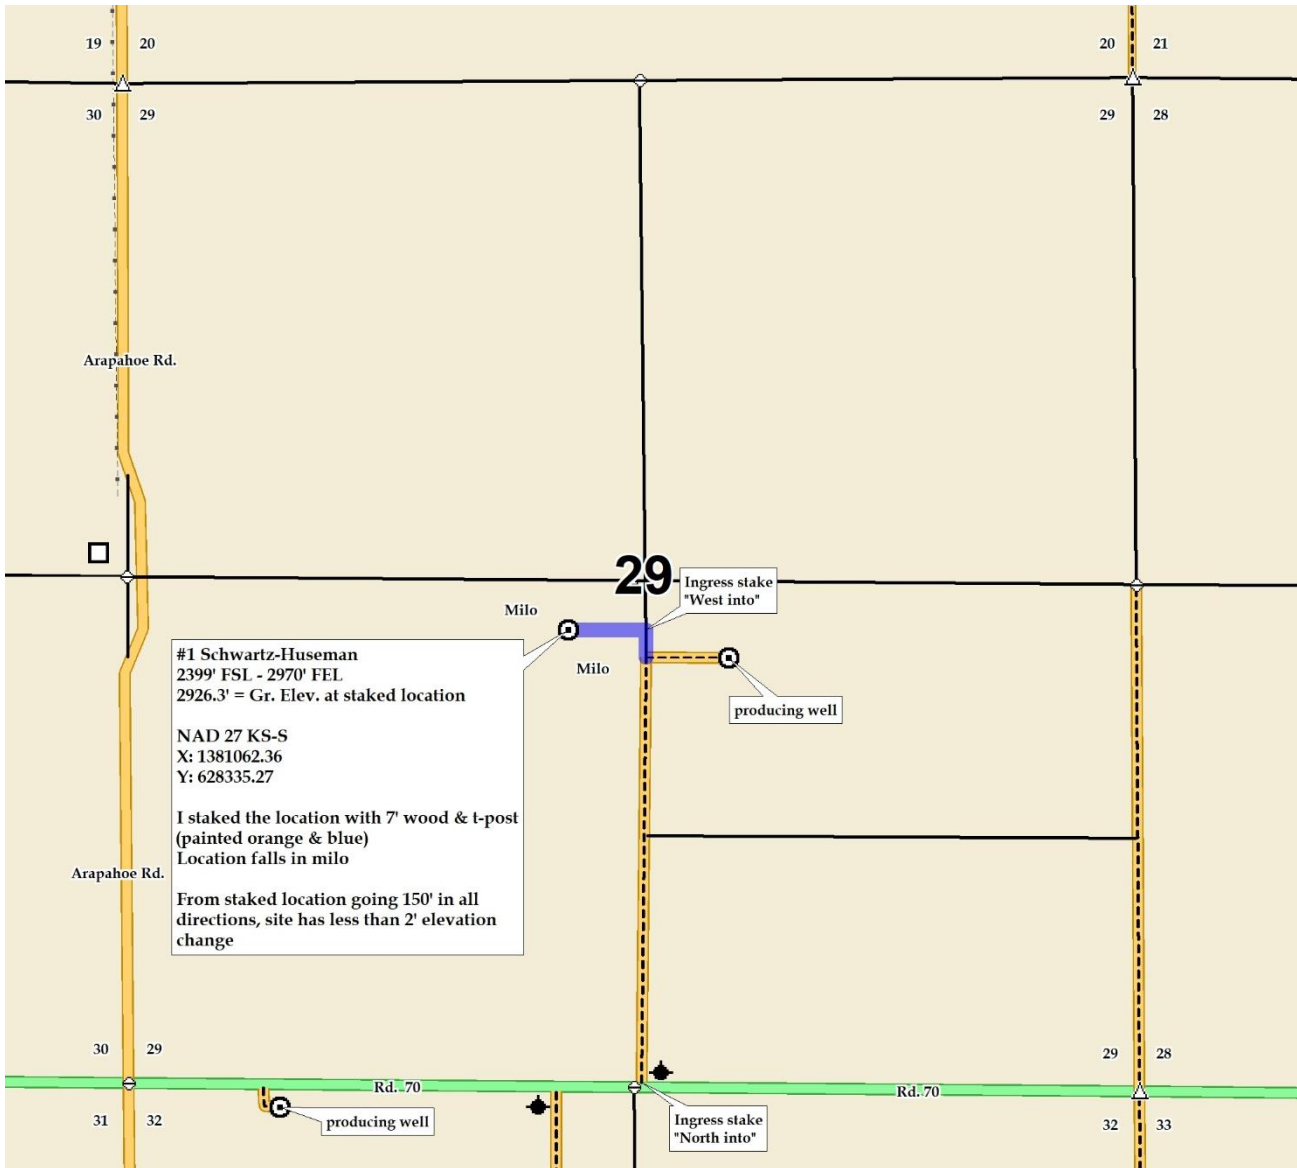 19 20
20 21
30 29
29 28
Arapahoe Rd.
29
Ingress stake
"West into"
Milo
Milo
#1 Schwartz-Huseman
2399' FSL - 2970' FEL
2926.3' = Gr. Elev. at staked location
NAD 27 KS-S
X: 1381062.36
Y: 628335.27
I staked the location with 7' wood & t-post
(painted orange & blue)
Location falls in milo
From staked location going 150' in all
directions, site has less than 2' elevation
change
producing well
Arapahoe Rd.
30 29
29 28
Rd. 70
Rd. 70
producing well
Ingress stake
"North into"
31 32
32 33